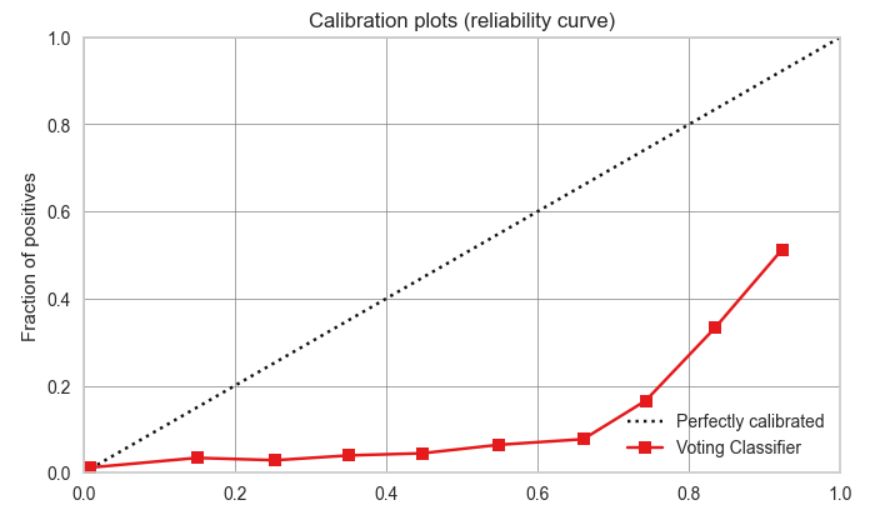 Calibration plots (reliability curve)
1.0
0.8
0.6
0.4
0.2
0.0
Fraction of positives
Perfectly calibrated
Voting Classifier
0.0 0.2 0.4 0.6 0.8 1.0